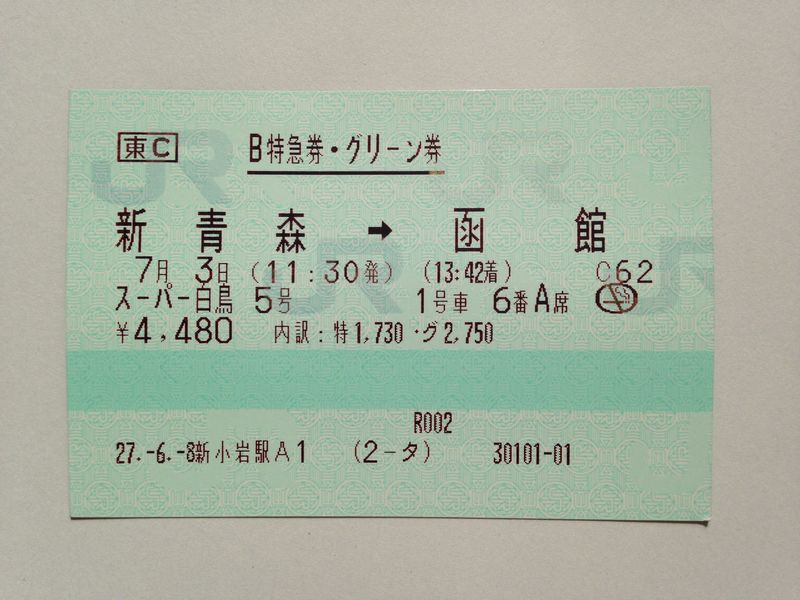 東C B特急券・グリーン券
新青森 → 函館
7月 3日 (11:30発) (13:42着) C62
スーパー白鳥 5号 1号車 6番A席
¥4,480 内訳：特1,730・グ2,750
R002
27.-6.-8新小岩駅A1 (2-タ) 30101-01